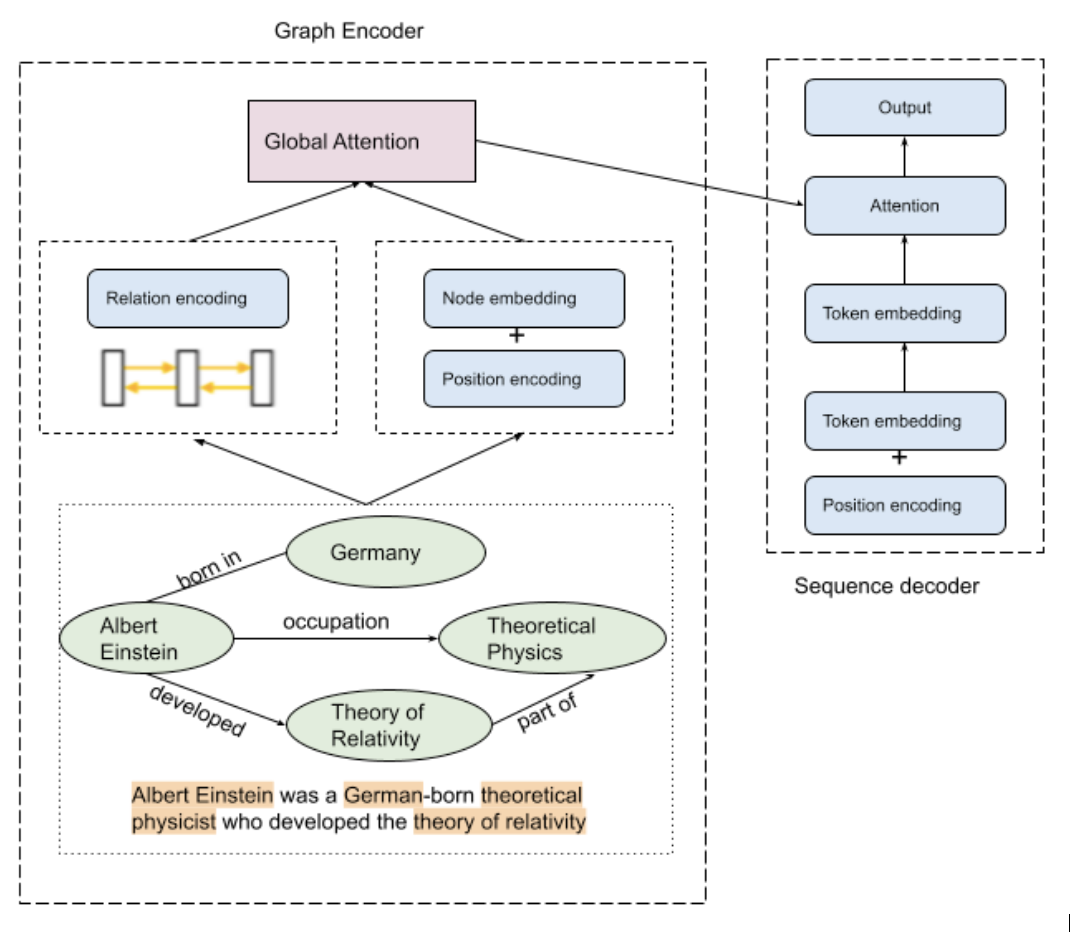 Graph Encoder
Global Attention
Relation encoding
Node embedding
+
Position encoding
Germany
born in
Albert
Einstein
occupation
Theoretical
Physics
developed
Theory of
Relativity
part of
Albert Einstein was a German-born theoretical
physicist who developed the theory of relativity
Output
Attention
Token embedding
Token embedding
+
Position encoding
Sequence decoder